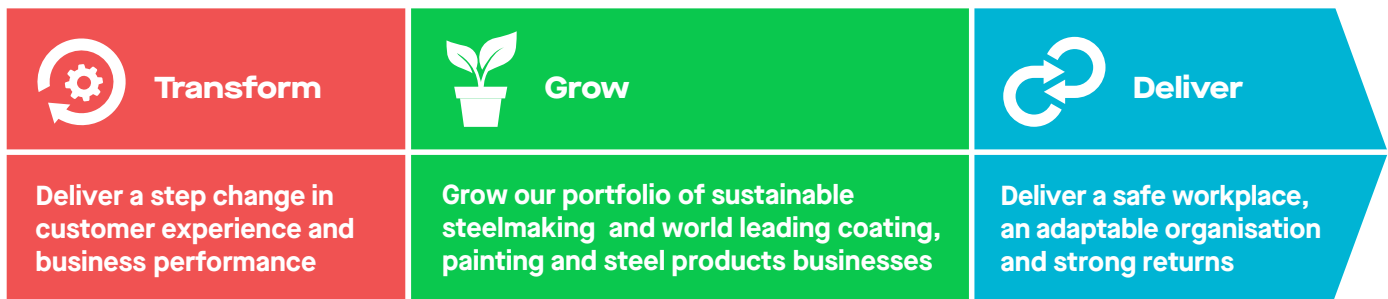 Transform
Deliver a step change in
customer experience and
business performance
Grow
Grow our portfolio of sustainable
steelmaking and world leading coating,
painting and steel products businesses
Deliver
Deliver a safe workplace,
an adaptable organisation
and strong returns